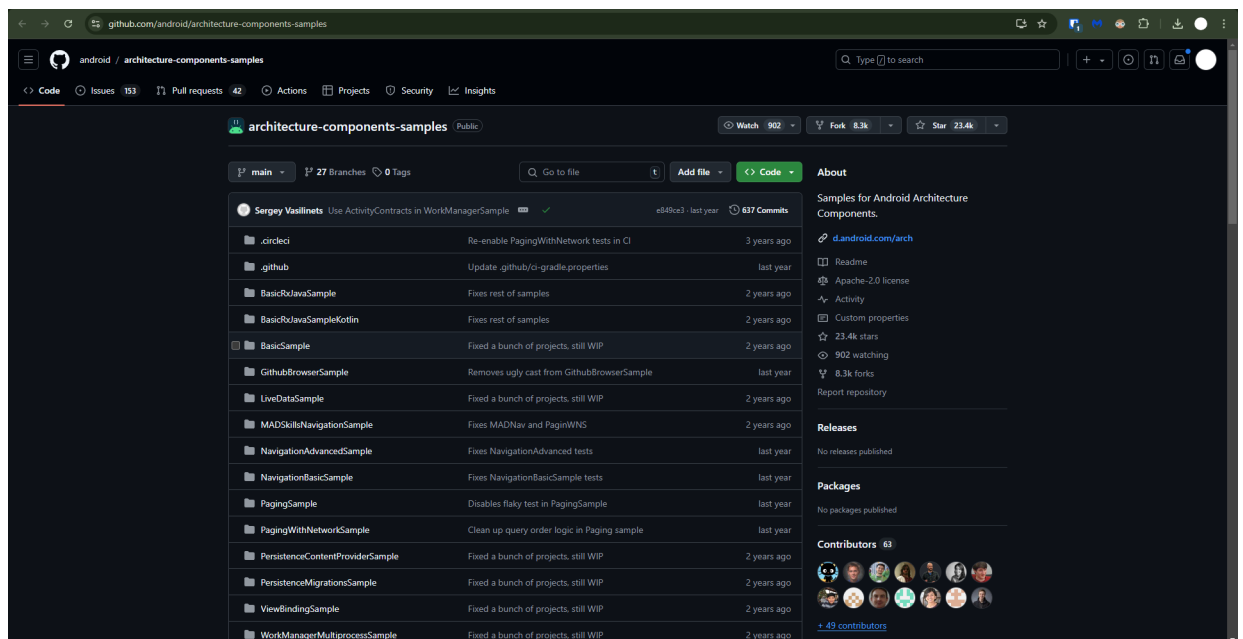 github.com/android/architecture-components-samples
android / architecture-components-samples
Type / to search
Code Issues 153 Pull requests 42 Actions Projects Security Insights
architecture-components-samples Public
Watch 902 Fork 8.3k Star 23.4k
main 27 Branches 0 Tags Go to file t Add file Code
Sergey Vasilinets Use ActivityContracts in WorkManagerSample e849ce3 · last year 637 Commits
.circleci Re-enable PagingWithNetwork tests in CI 3 years ago
.github Update .github/ci-gradle.properties last year
BasicRxJavaSample Fixes rest of samples 2 years ago
BasicRxJavaSampleKotlin Fixes rest of samples 2 years ago
BasicSample Fixed a bunch of projects, still WIP 2 years ago
GithubBrowserSample Removes ugly cast from GithubBrowserSample last year
LiveDataSample Fixed a bunch of projects, still WIP 2 years ago
MADSkillsNavigationSample Fixes MADNav and PaginWNS 2 years ago
NavigationAdvancedSample Fixes NavigationAdvanced tests last year
NavigationBasicSample Fixes NavigationBasicSample tests last year
PagingSample Disables flaky test in PagingSample last year
PagingWithNetworkSample Clean up query order logic in Paging sample last year
PersistenceContentProviderSample Fixed a bunch of projects, still WIP 2 years ago
PersistenceMigrationsSample Fixed a bunch of projects, still WIP 2 years ago
ViewBindingSample Fixed a bunch of projects, still WIP 2 years ago
WorkManagerMultiprocessSample Fixed a bunch of projects, still WIP 2 years ago
About
Samples for Android Architecture
Components.
d.android.com/arch
Readme
Apache-2.0 license
Activity
Custom properties
23.4k stars
902 watching
8.3k forks
Report repository
Releases
No releases published
Packages
No packages published
Contributors 63
+ 49 contributors